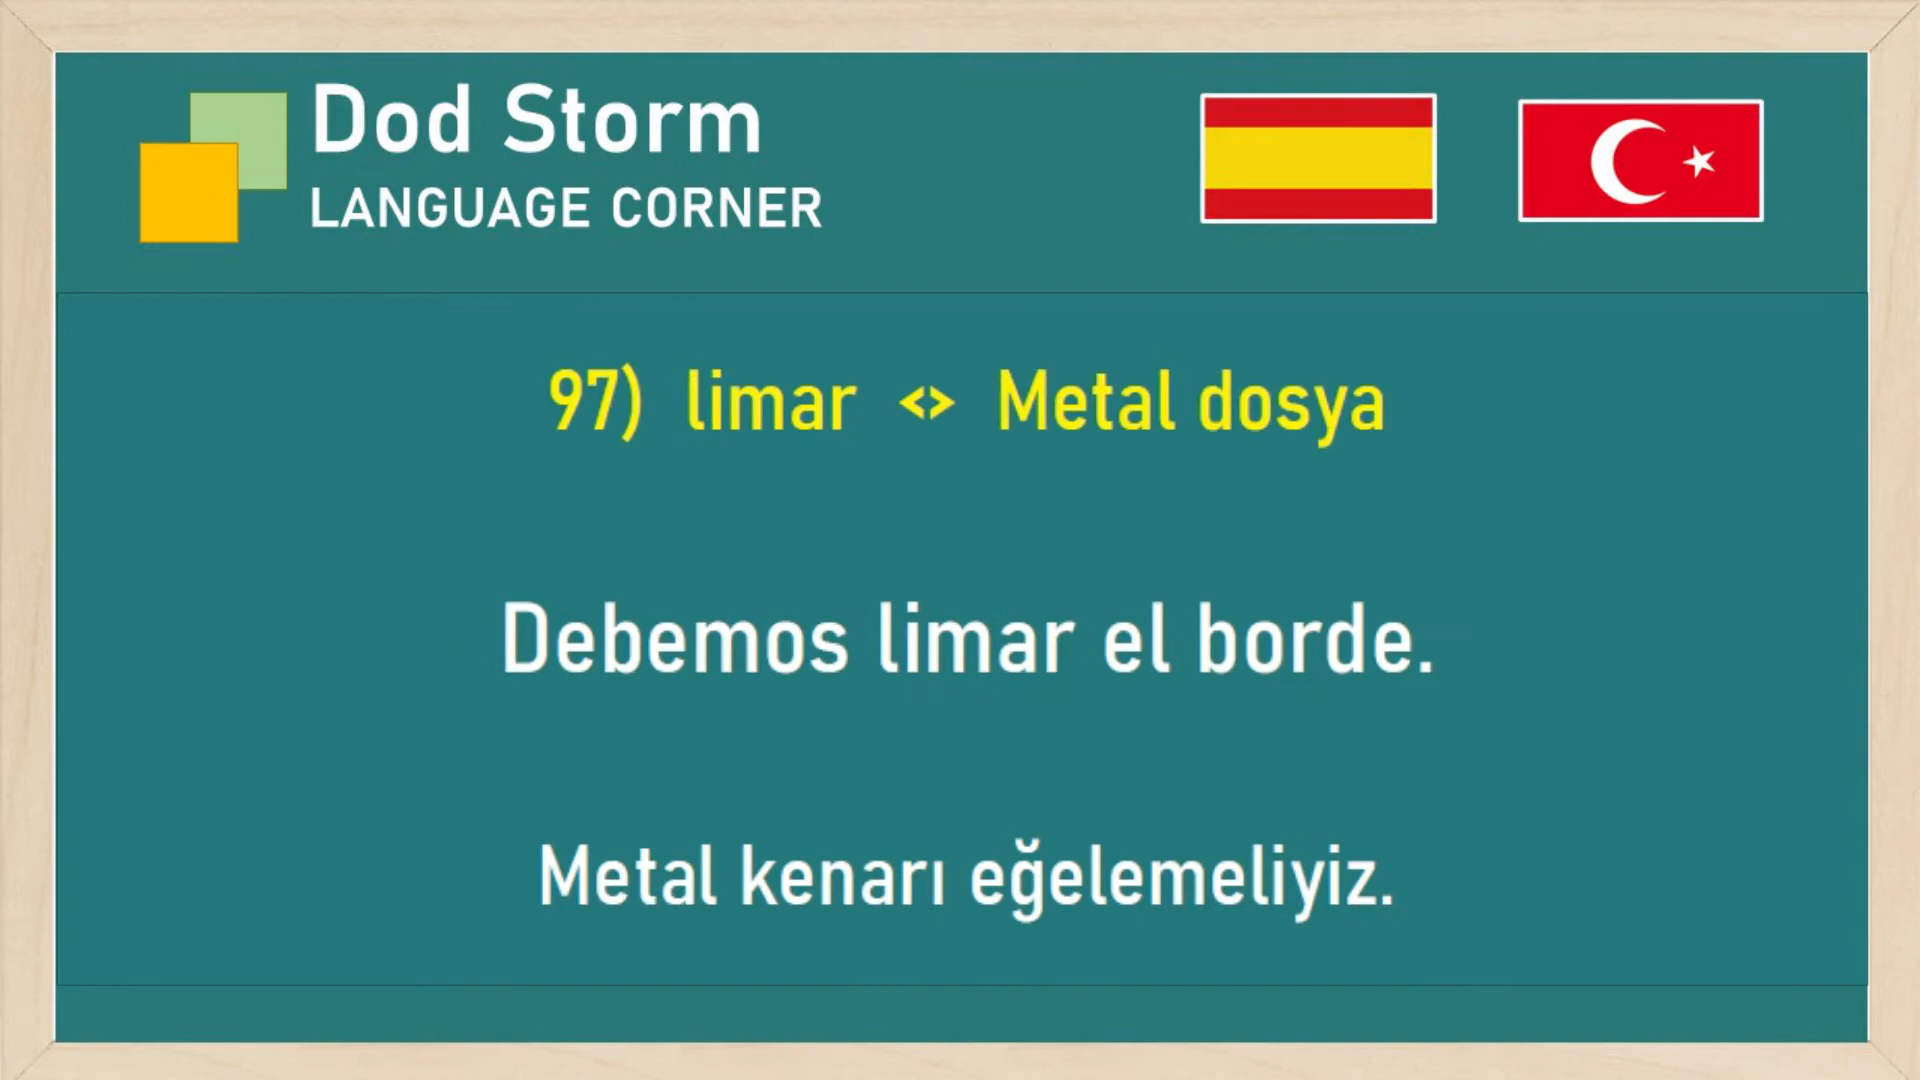 Dod Storm
LANGUAGE CORNER
97) limar <> Metal dosya
Debemos limar el borde.
Metal kenarı eğelemeliyiz.